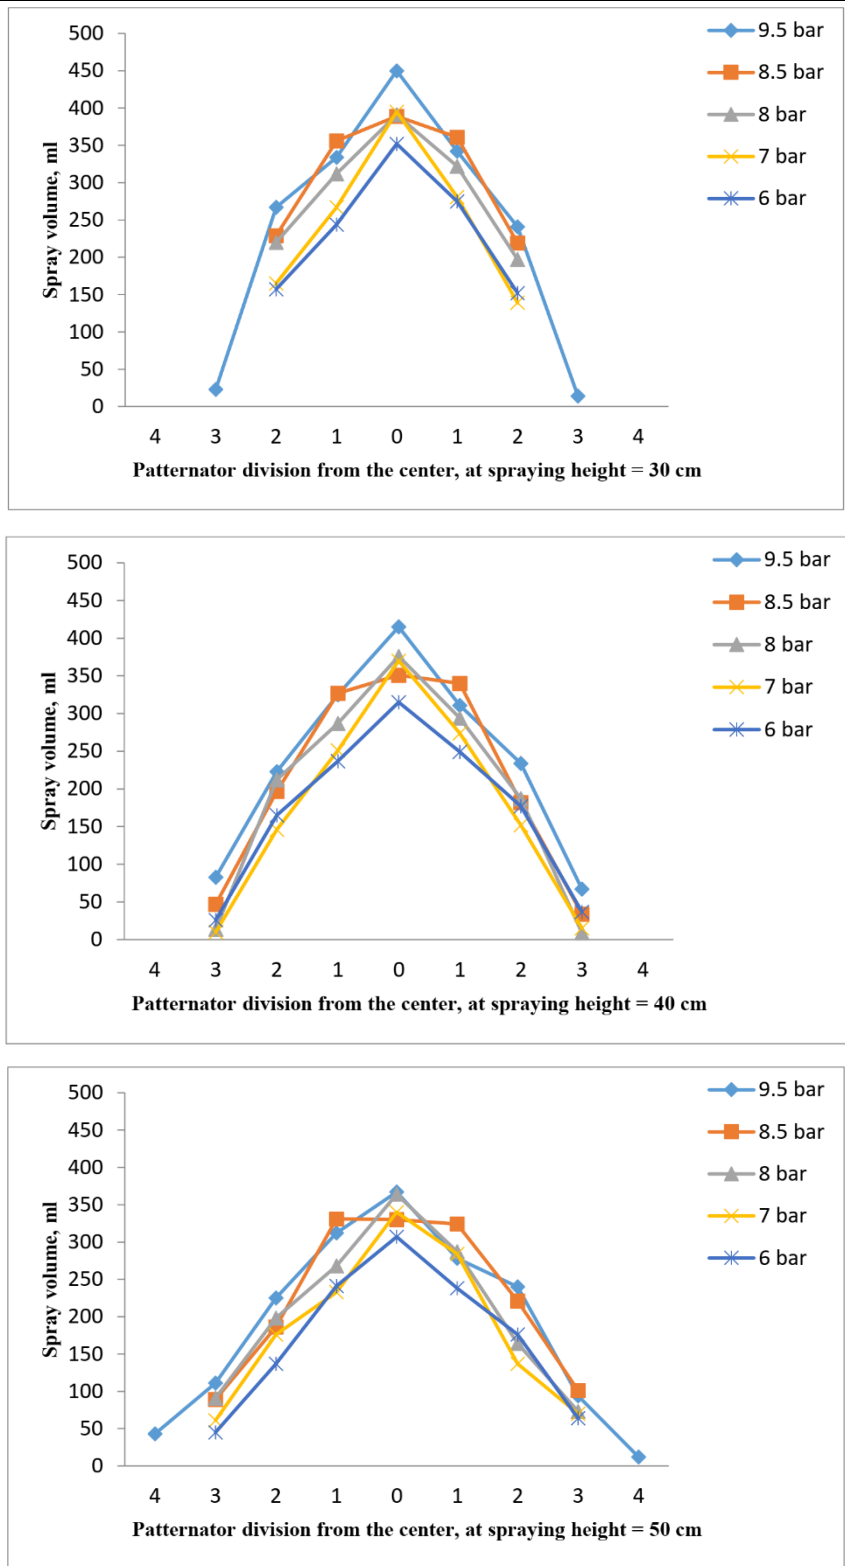 500
450
400
350
300
250
200
150
100
50
0
Spray volume, ml
4 3 2 1 0 1 2 3 4
Patternator division from the center, at spraying height = 30 cm
9.5 bar
8.5 bar
8 bar
7 bar
6 bar
500
450
400
350
300
250
200
150
100
50
0
Spray volume, ml
4 3 2 1 0 1 2 3 4
Patternator division from the center, at spraying height = 40 cm
9.5 bar
8.5 bar
8 bar
7 bar
6 bar
500
450
400
350
300
250
200
150
100
50
0
Spray volume, ml
4 3 2 1 0 1 2 3 4
Patternator division from the center, at spraying height = 50 cm
9.5 bar
8.5 bar
8 bar
7 bar
6 bar